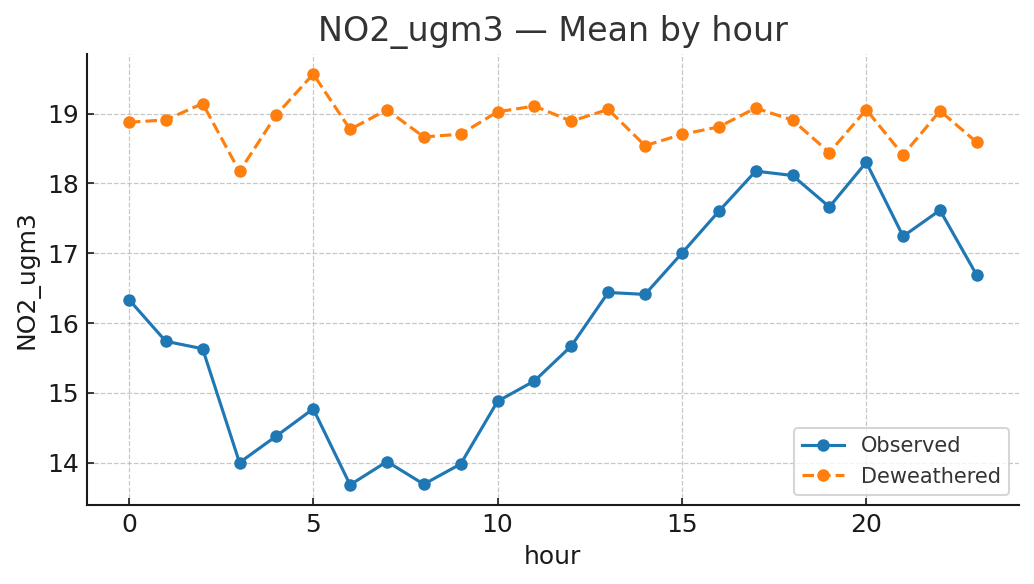 NO2_ugm3 — Mean by hour
NO2_ugm3
19
18
17
16
15
14
0 5 10 15 20
hour
Observed
Deweathered